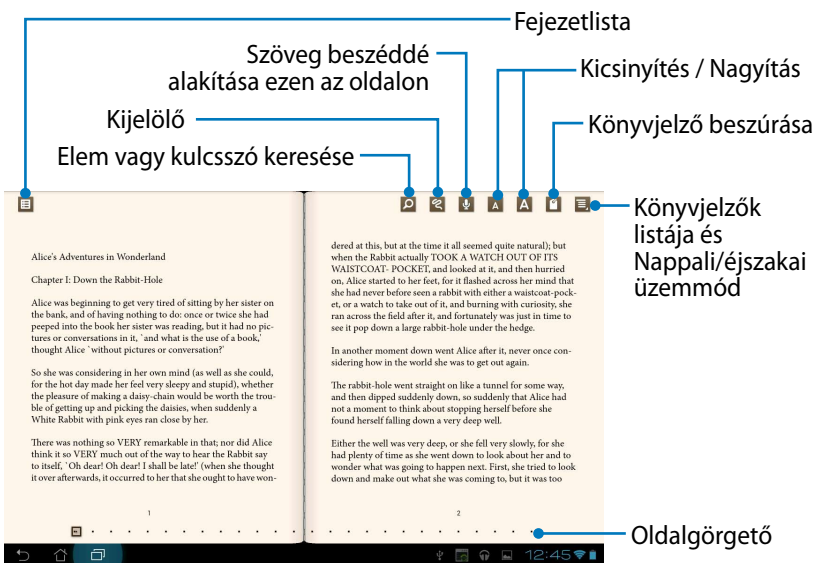 Fejezetlista
Szöveg beszéddé
alakítása ezen az oldalon
Kicsinyítés / Nagyítás
Kijelölő
Könyvjelző beszúrása
Elem vagy kulcsszó keresése
Könyvjelzők
listája és
Nappali/éjszakai
üzemmód
A
A
Alice's Adventures in Wonderland
Chapter I: Down the Rabbit-Hole
Alice was beginning to get very tired of sitting by her sister on
the bank, and of having nothing to do: once or twice she had
peeped into the book her sister was reading, but it had no pic-
tures or conversations in it, `and what is the use of a book,'
thought Alice `without pictures or conversation?'
So she was considering in her own mind (as well as she could,
for the hot day made her feel very sleepy and stupid), whether
the pleasure of making a daisy-chain would be worth the trou-
ble of getting up and picking the daisies, when suddenly a
White Rabbit with pink eyes ran close by her.
There was nothing so VERY remarkable in that; nor did Alice
think it so VERY much out of the way to hear the Rabbit say
to itself, `Oh dear! Oh dear! I shall be late!' (when she thought
it over afterwards, it occurred to her that she ought to have won-
1
dered at this, but at the time it all seemed quite natural); but
when the Rabbit actually TOOK A WATCH OUT OF ITS
WAISTCOAT- POCKET, and looked at it, and then hurried
on, Alice started to her feet, for it flashed across her mind that
she had never before seen a rabbit with either a waistcoat-pock-
et, or a watch to take out of it, and burning with curiosity, she
ran across the field after it, and fortunately was just in time to
see it pop down a large rabbit-hole under the hedge.
In another moment down went Alice after it, never once con-
sidering how in the world she was to get out again.
The rabbit-hole went straight on like a tunnel for some way,
and then dipped suddenly down, so suddenly that Alice had
not a moment to think about stopping herself before she
found herself falling down a very deep well.
Either the well was very deep, or she fell very slowly, for she
had plenty of time as she went down to look about her and to
wonder what was going to happen next. First, she tried to look
down and make out what she was coming to, but it was too
2
Oldalgörgető
12:45